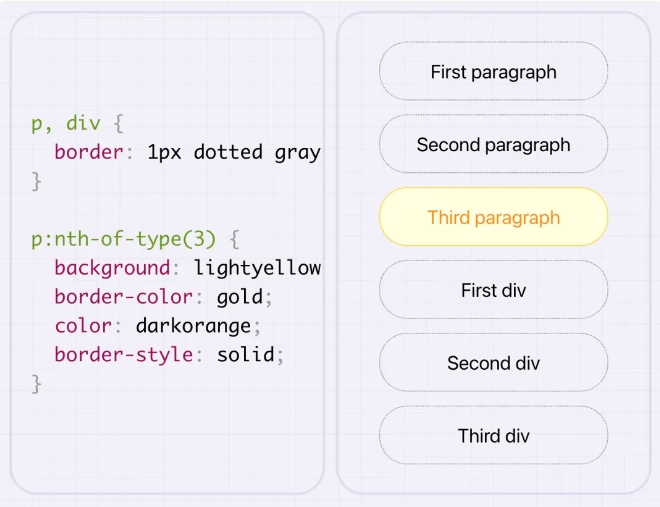 p, div {
border: 1px dotted gray
}
p:nth-of-type(3) {
background: lightyellow
border-color: gold;
color: darkorange;
border-style: solid;
}
First paragraph
Second paragraph
Third paragraph
First div
Second div
Third div